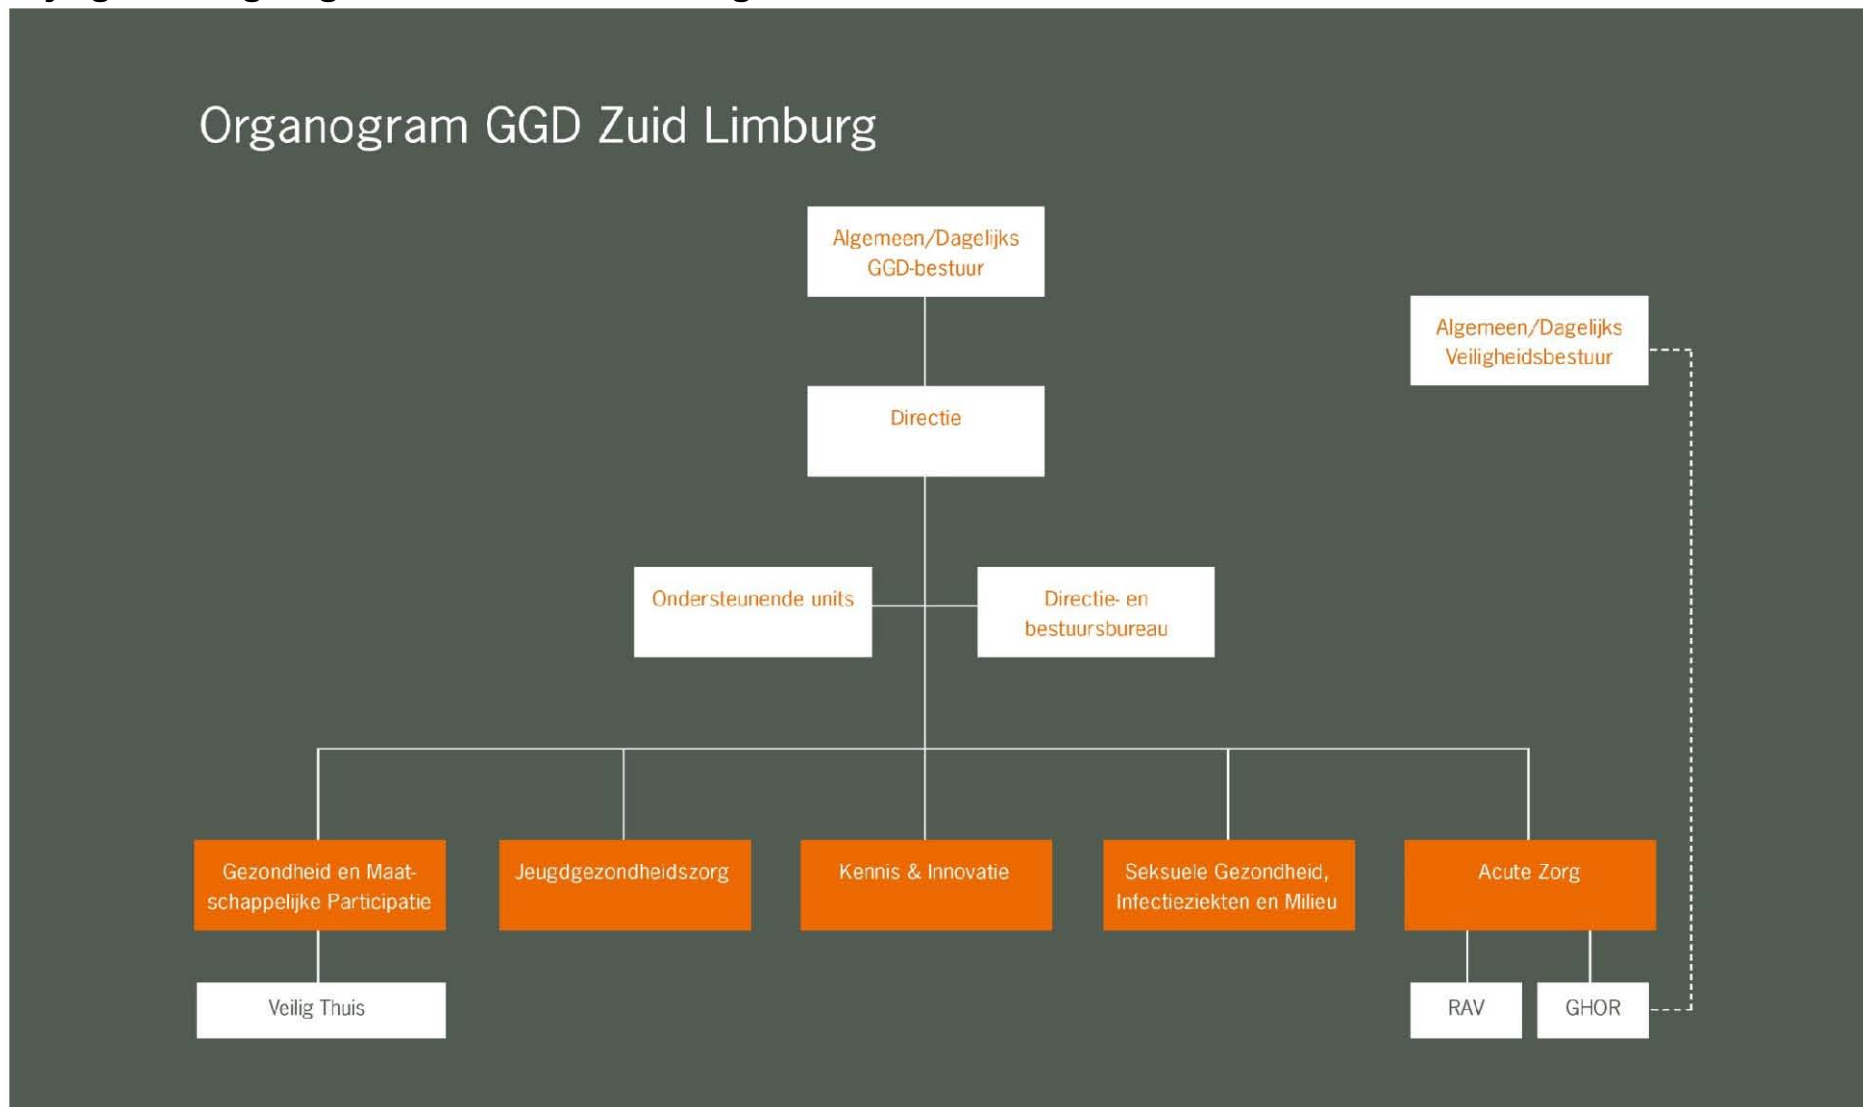 Organogram GGD Zuid Limburg
Algemeen/Dagelijks
GGD-bestuur
Algemeen/Dagelijks
Veiligheidsbestuur
Directie
Ondersteunende units
Directie- en
bestuursbureau
Gezondheid en Maat-
schappelijke Participatie
Jeugdgezondheidszorg
Kennis & Innovatie
Seksuele Gezondheid,
Infectieziekten en Milieu
Acute Zorg
Veilig Thuis
RAV
GHOR